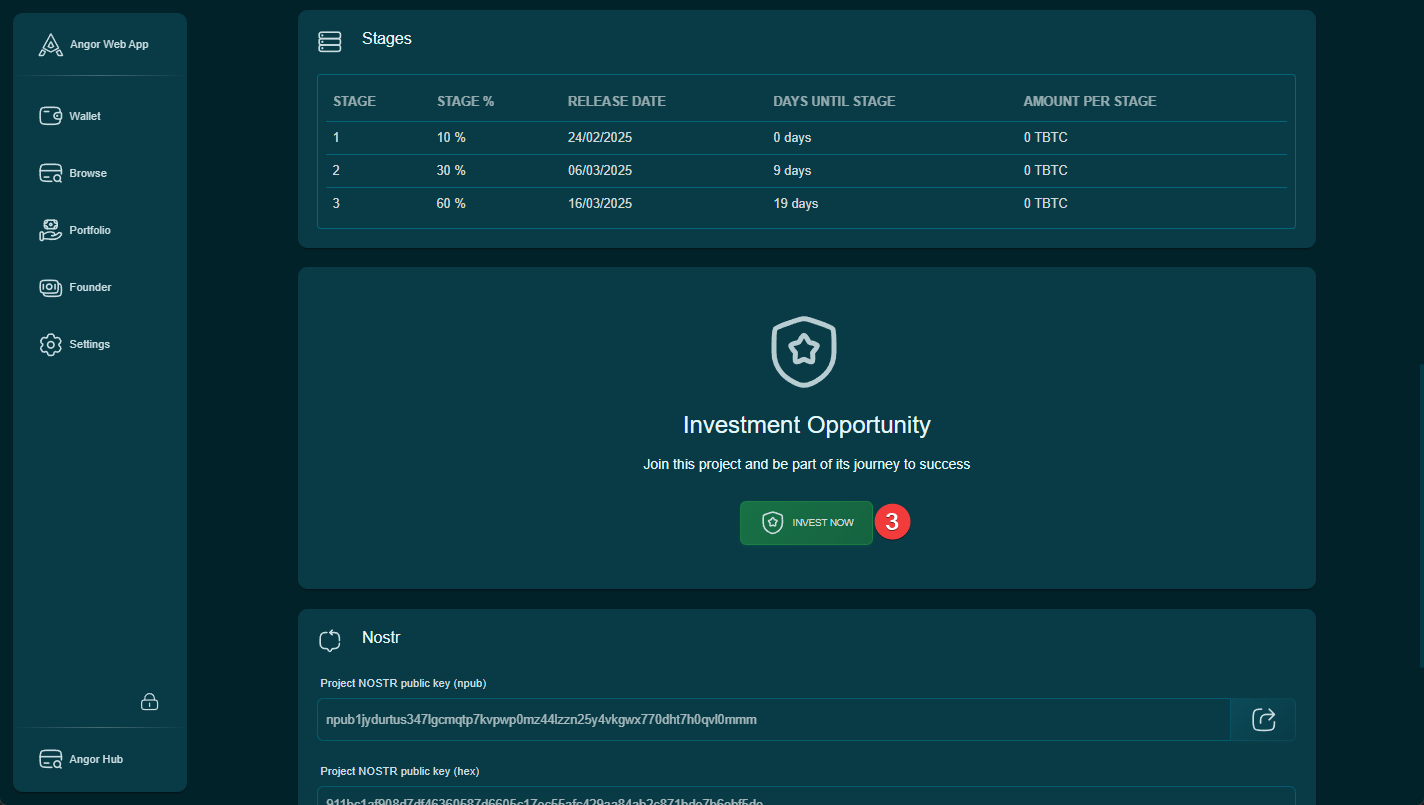 Angor Web App
Wallet
Browse
Portfolio
Founder
Settings
Angor Hub
Stages
STAGE STAGE % RELEASE DATE DAYS UNTIL STAGE AMOUNT PER STAGE
1 10 % 24/02/2025 0 days 0 TBTC
2 30 % 06/03/2025 9 days 0 TBTC
3 60 % 16/03/2025 19 days 0 TBTC
Investment Opportunity
Join this project and be part of its journey to success
INVEST NOW 3
Nostr
Project NOSTR public key (npub)
npub1jydurtus347lgcmqtp7kvpwp0mz44lzzn25y4vkgwx770dht7h0qvl0mmm
Project NOSTR public key (hex)